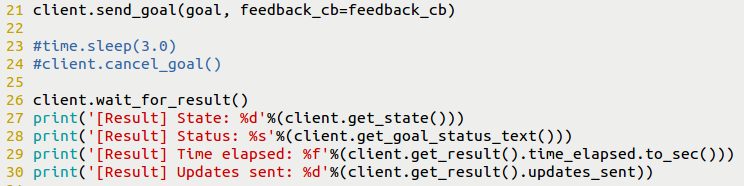 21 client.send_goal(goal, feedback_cb=feedback_cb)
22
23 #time.sleep(3.0)
24 #client.cancel_goal()
25
26 client.wait_for_result()
27 print('[Result] State: %d'%(client.get_state()))
28 print('[Result] Status: %s'%(client.get_goal_status_text()))
29 print('[Result] Time elapsed: %f'%(client.get_result().time_elapsed.to_sec()))
30 print('[Result] Updates sent: %d'%(client.get_result().updates_sent))